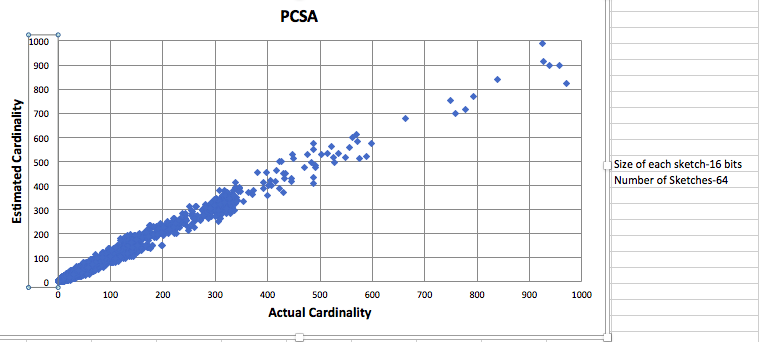 PCSA
1000
900
800
700
600
500
400
300
200
100
0
Estimated Cardinality
0 100 200 300 400 500 600 700 800 900 1000
Actual Cardinality
Size of each sketch-16 bits
Number of Sketches-64